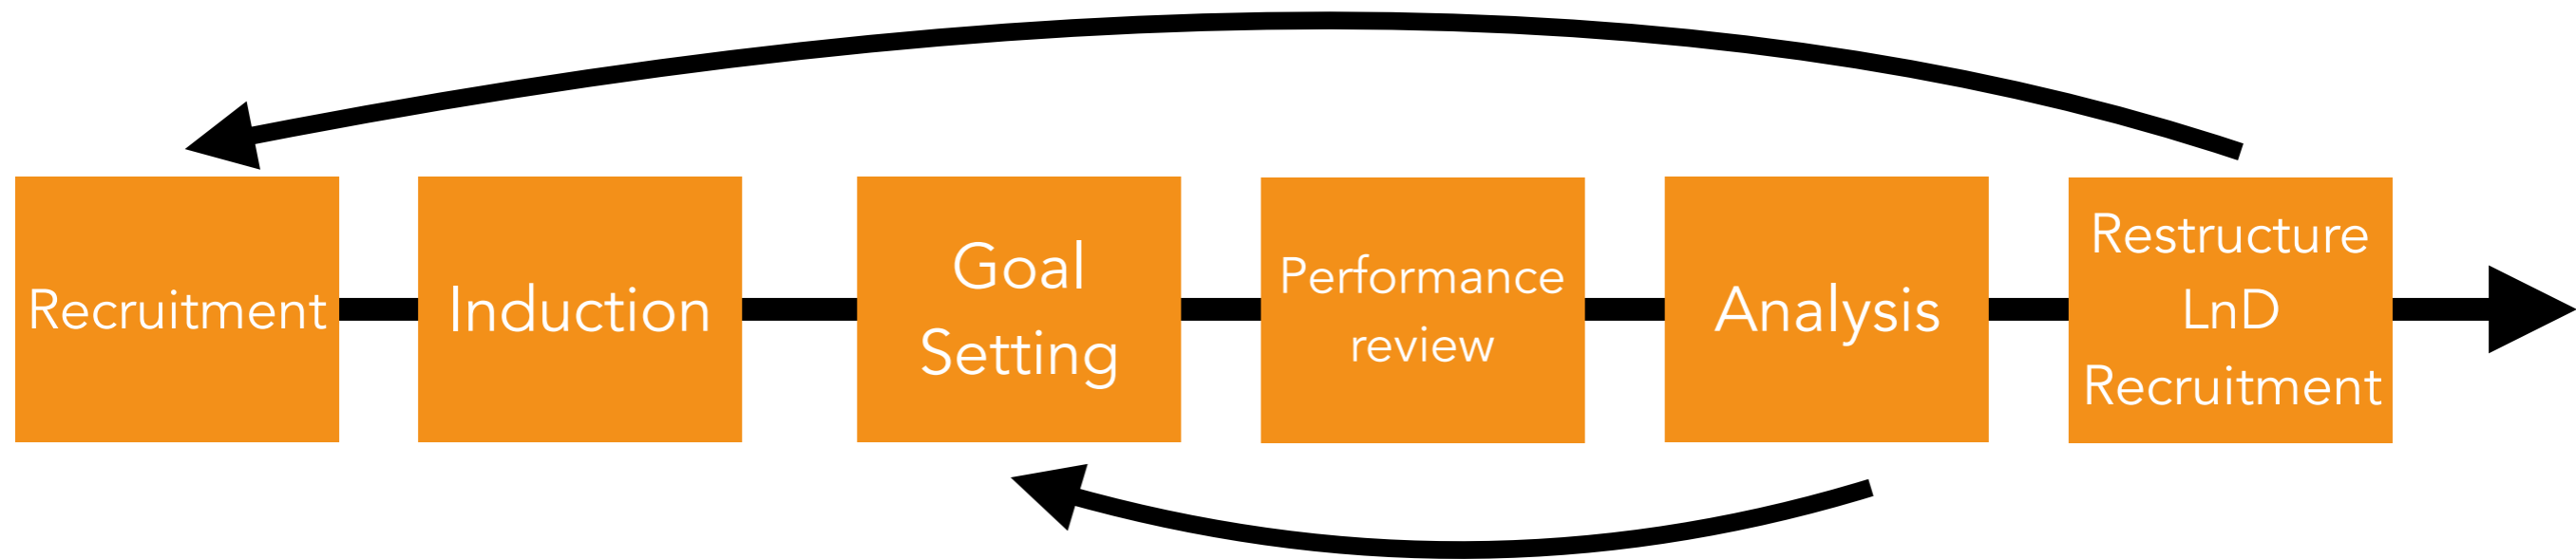 Recruitment
Induction
Goal
Setting
Performance
review
Analysis
Restructure
LnD
Recruitment